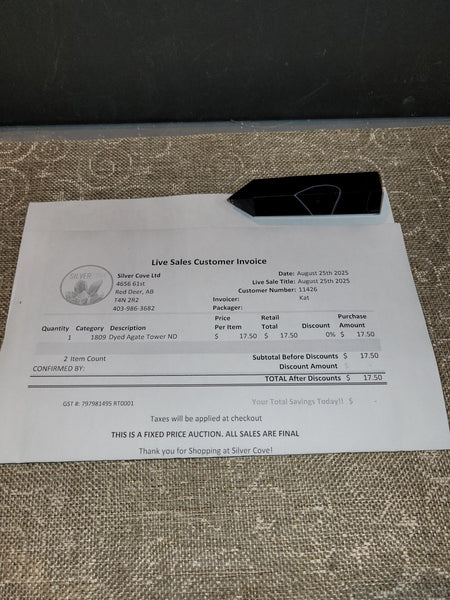 Live Sales Customer Invoice
SILVER
Silver Cove Ltd
4656 61st
Red Deer, AB
T4N 2R2
403-986-3682
Date: August 25th 2025
Live Sale Title: August 25th 2025
Customer Number: 11426
Invoicer: Kat
Packager:
Quantity Category Description Price Per Item Retail Total Discount Purchase Amount
1 1809 Dyed Agate Tower ND $ 17.50 $ 17.50 0% $ 17.50
2 Item Count Subtotal Before Discounts $ 17.50
CONFIRMED BY: Discount Amount $
TOTAL After Discounts $ 17.50
GST #: 797981495 RT0001 Your Total Savings Today!! $ -
Taxes will be applied at checkout
THIS IS A FIXED PRICE AUCTION. ALL SALES ARE FINAL
Thank you for Shopping at Silver Cove!